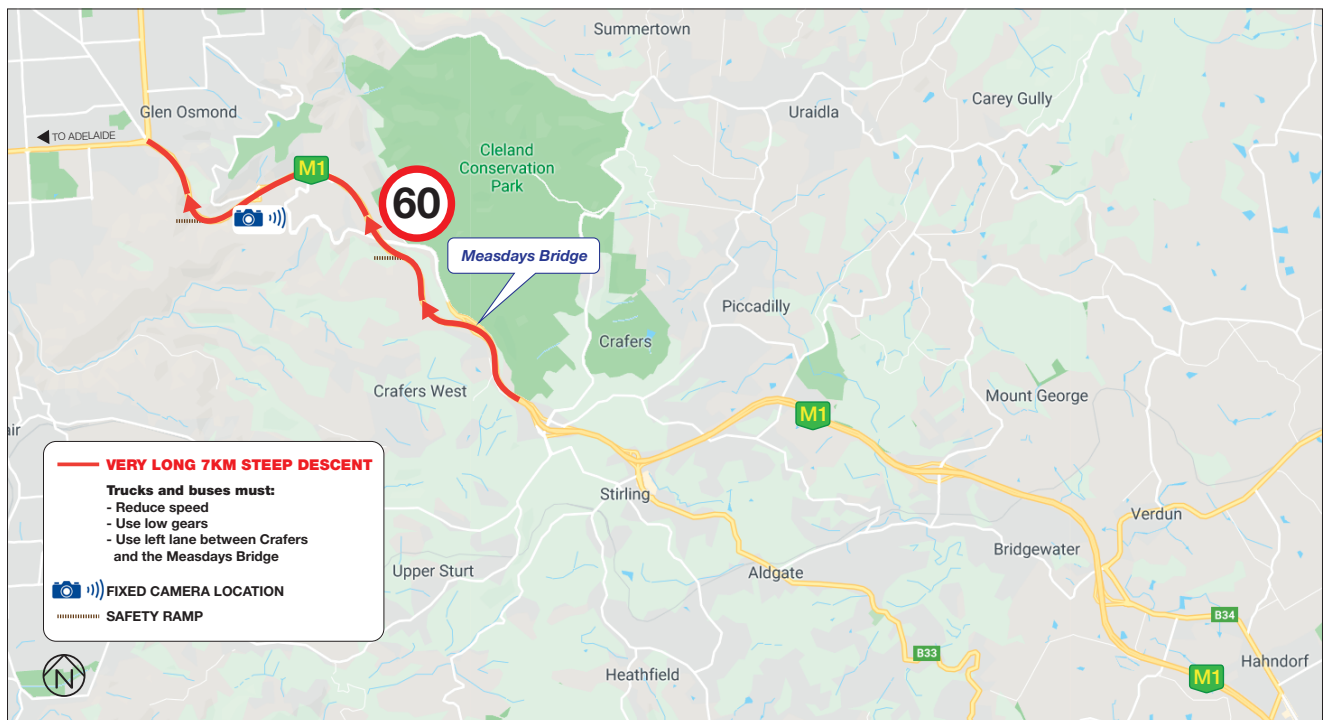 Summertown
Carey Gully
Uraidla
Glen Osmond
TO ADELAIDE
Cleland
Conservation
Park
M1
60
Measdays Bridge
Piccadilly
Crafers
Crafers West
Mount George
M1
air
VERY LONG 7KM STEEP DESCENT
Trucks and buses must:
- Reduce speed
- Use low gears
- Use left lane between Crafers
and the Measdays Bridge
FIXED CAMERA LOCATION
SAFETY RAMP
Stirling
Verdun
Bridgewater
Upper Sturt
Aldgate
B34
B33
Hahndorf
Heathfield
M1
N